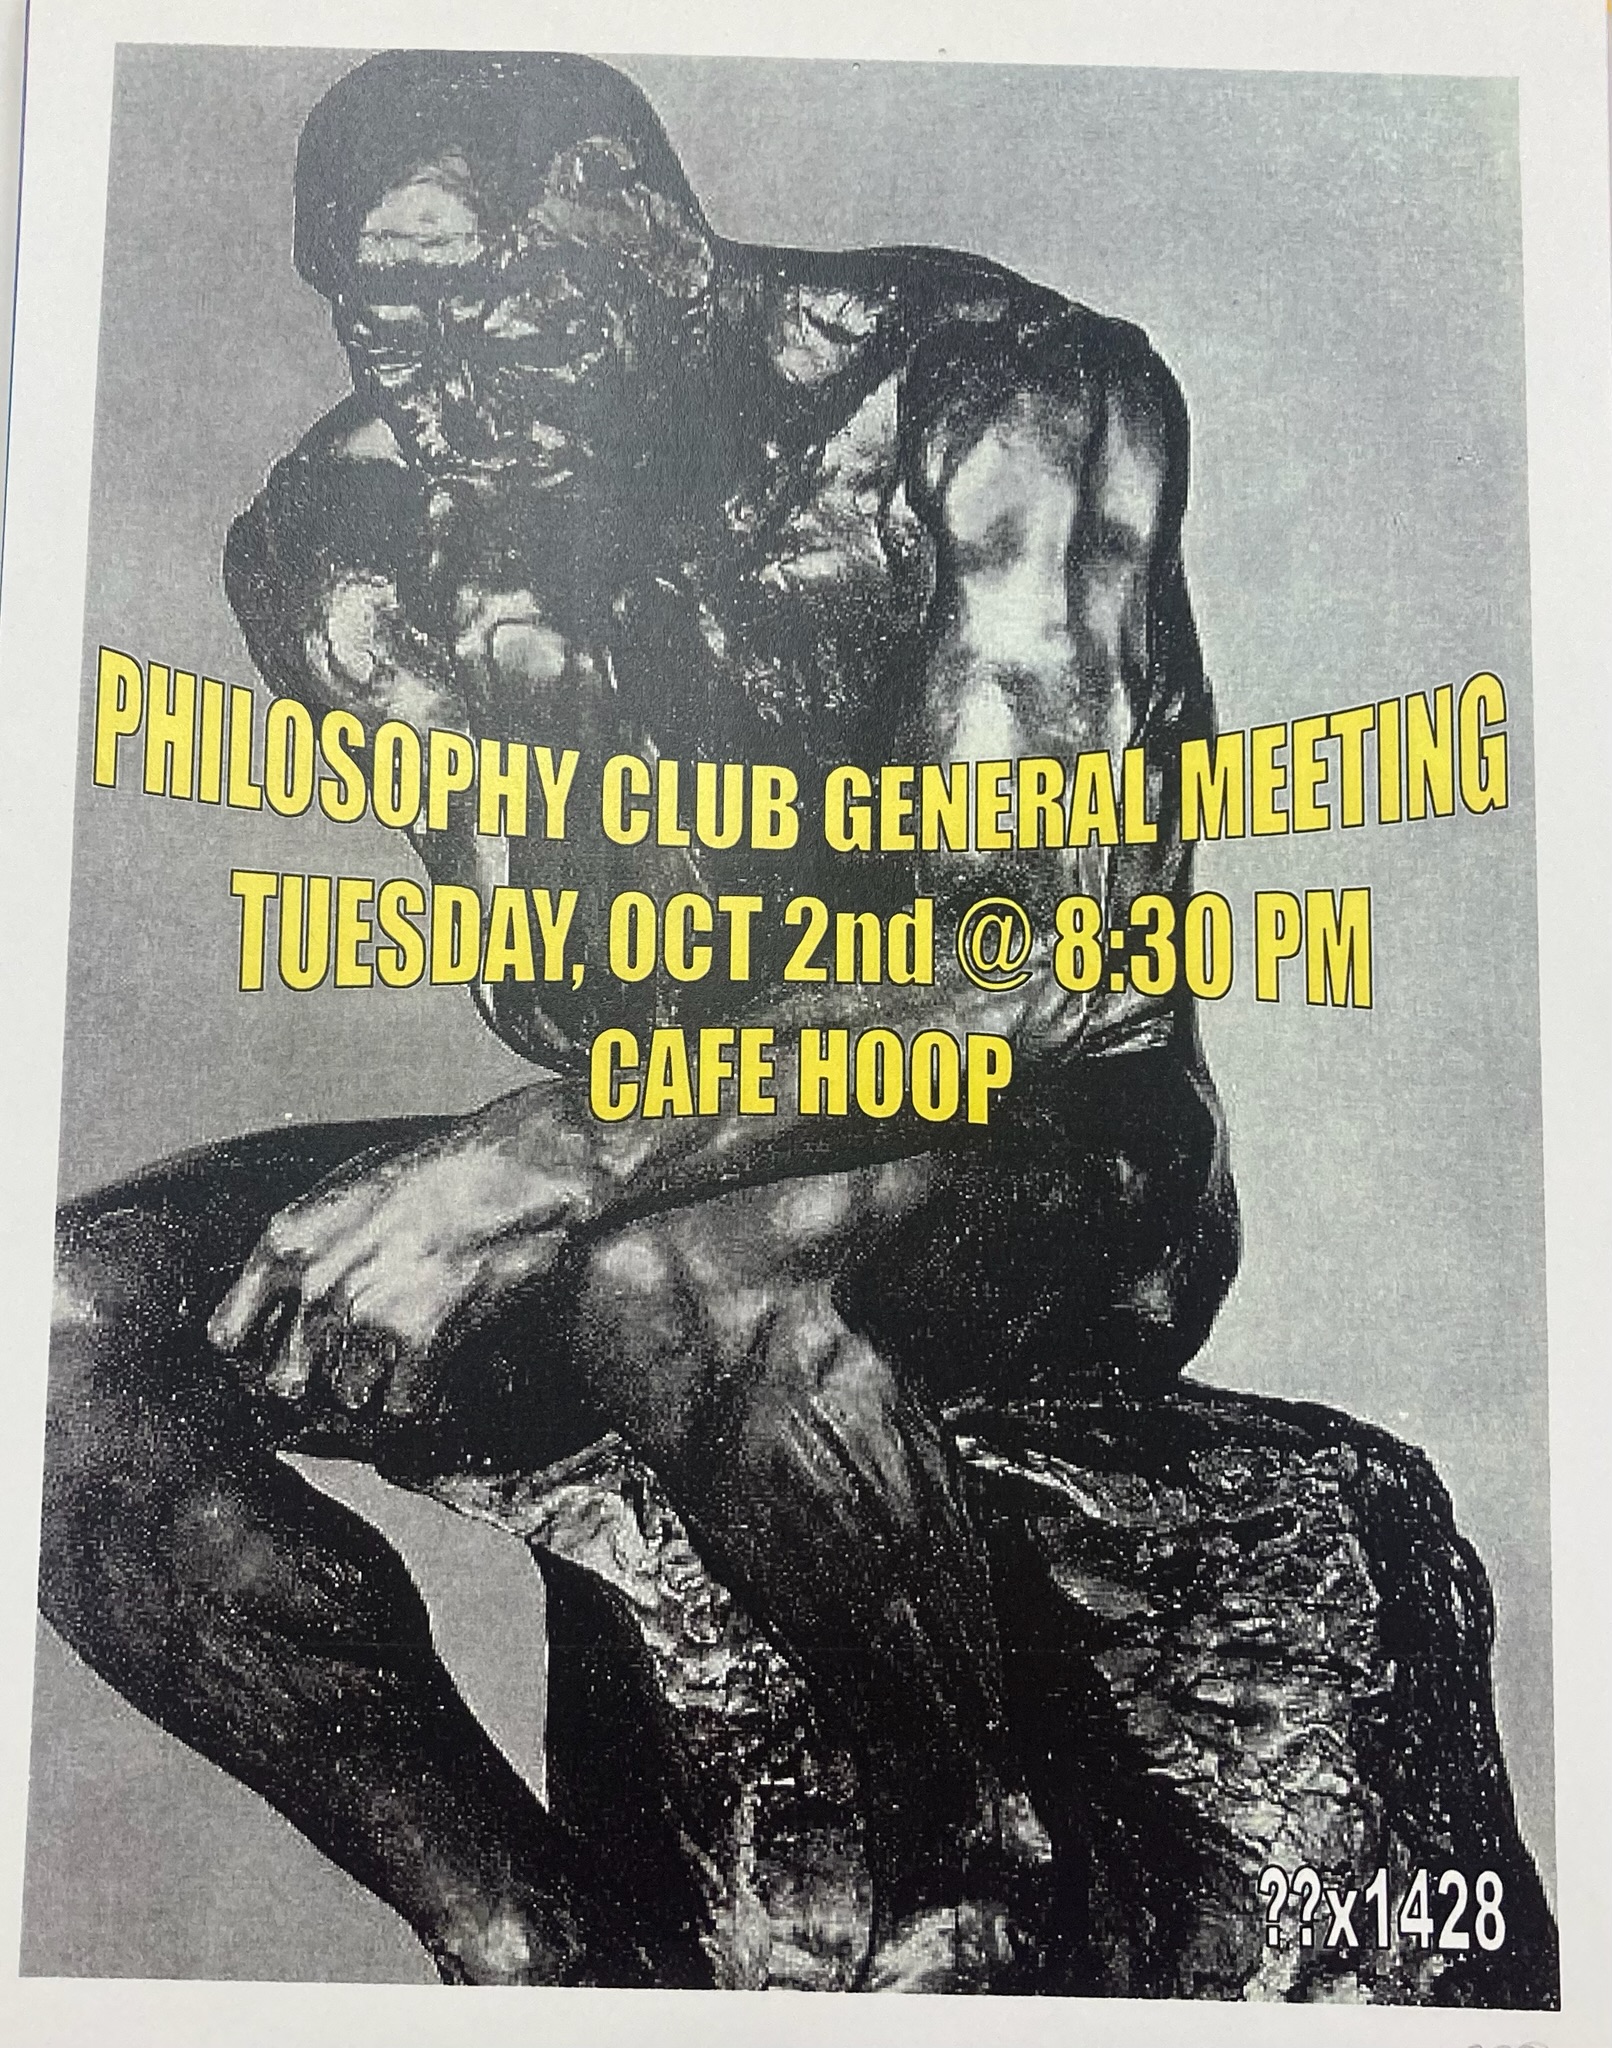 PHILOSOPHY CLUB GENERAL MEETING
TUESDAY, OCT 2nd @ 8:30 PM
CAFE HOOP
??x1428